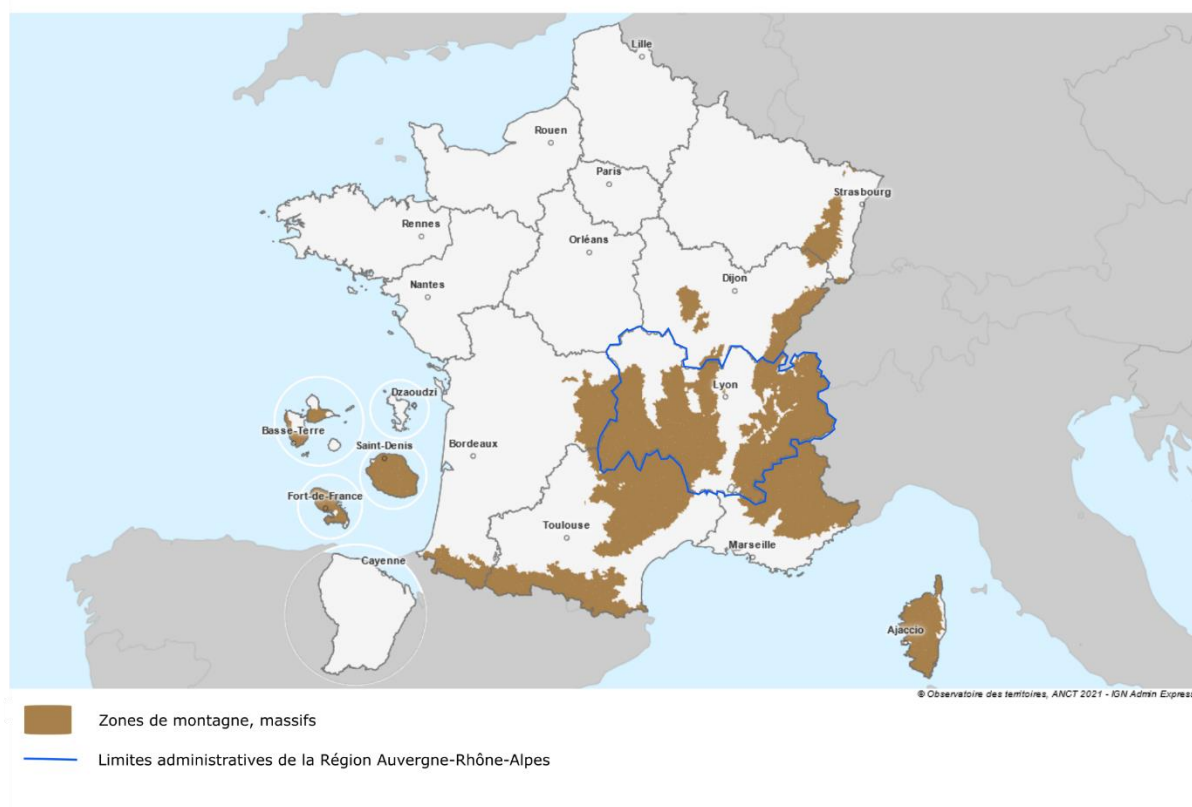 Lille
Rouen
Paris
Strasbourg
Rennes
Orléans
Dijon
Nantes
Lyon
Dzaoudzi
Basse-Terre
Saint-Denis
Bordeaux
Fort-de-France
Toulouse
Marseille
Cayenne
Ajaccio
© Observatoire des territoires, ANCT 2021 - IGN Admin Express
Zones de montagne, massifs
Limites administratives de la Région Auvergne-Rhône-Alpes